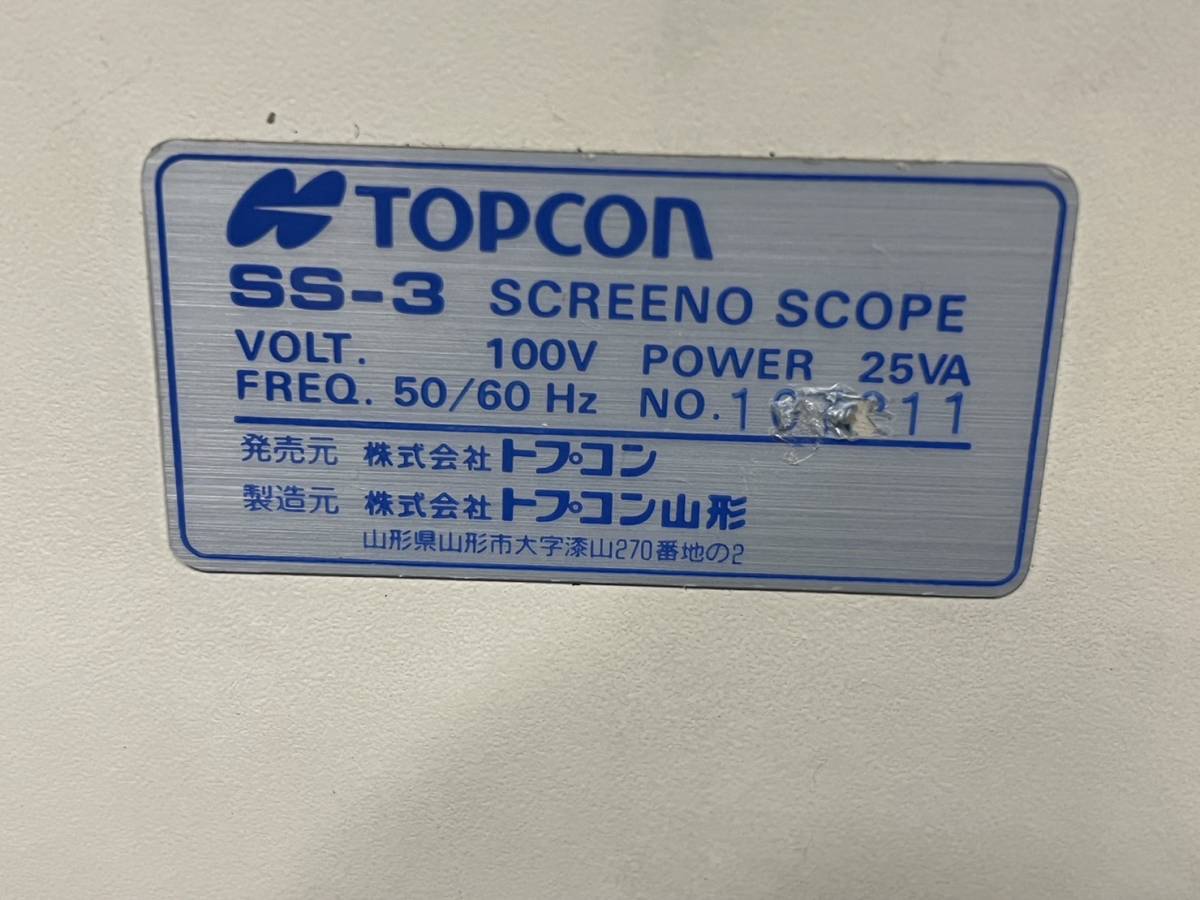 TOPCON
SS-3 SCREENO SCOPE
VOLT. 100V POWER 25VA
FREQ. 50/60 Hz NO.
発売元 株式会社 トプコン
製造元 株式会社 トプコン山形
山形県山形市大字漆山270番地の2